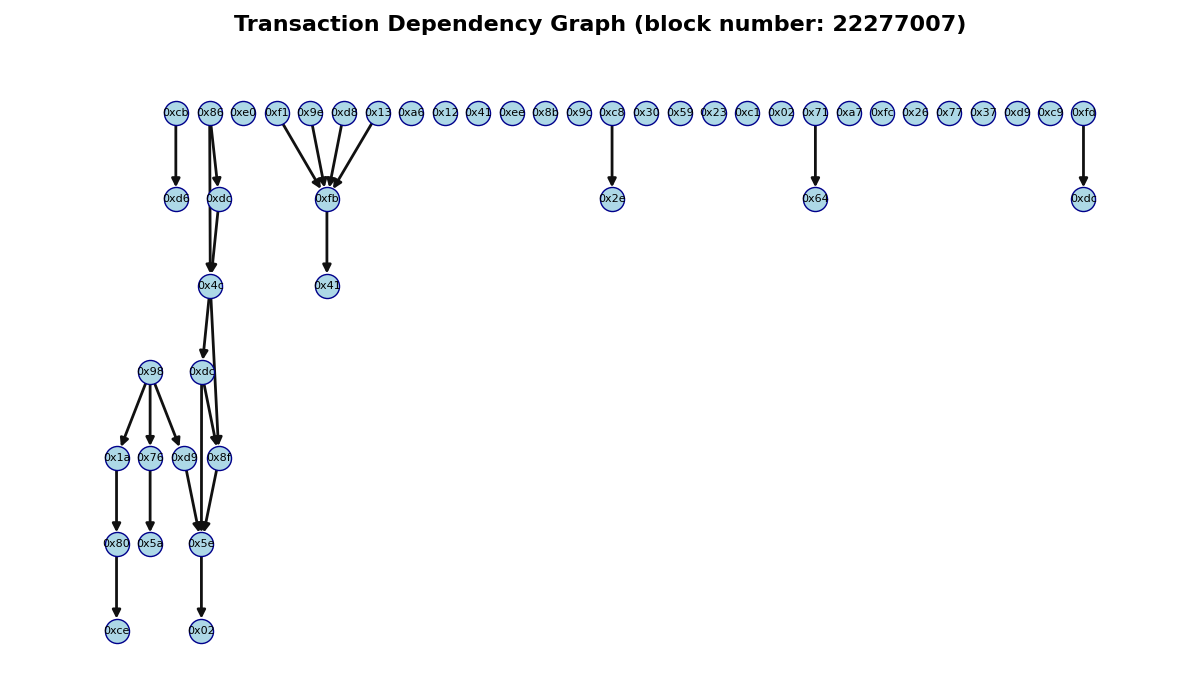 Transaction Dependency Graph (block number: 22277007)
0xcb 0x86 0xe0 0xf1 0x9e 0xd8 0x13 0xa6 0x12 0x41 0xee 0x8b 0x9c 0xc8 0x30 0x59 0x23 0xc1 0x02 0x71 0xa7 0xfc 0x26 0x77 0x37 0xd9 0xc9 0xfd
0xd6 0xdc 0xfb 0x2e 0x64 0xdc
0x4c 0x41
0x98 0xdc
0x1a 0x76 0xd9 0x8f
0x80 0x5a 0x5e
0xce 0x02